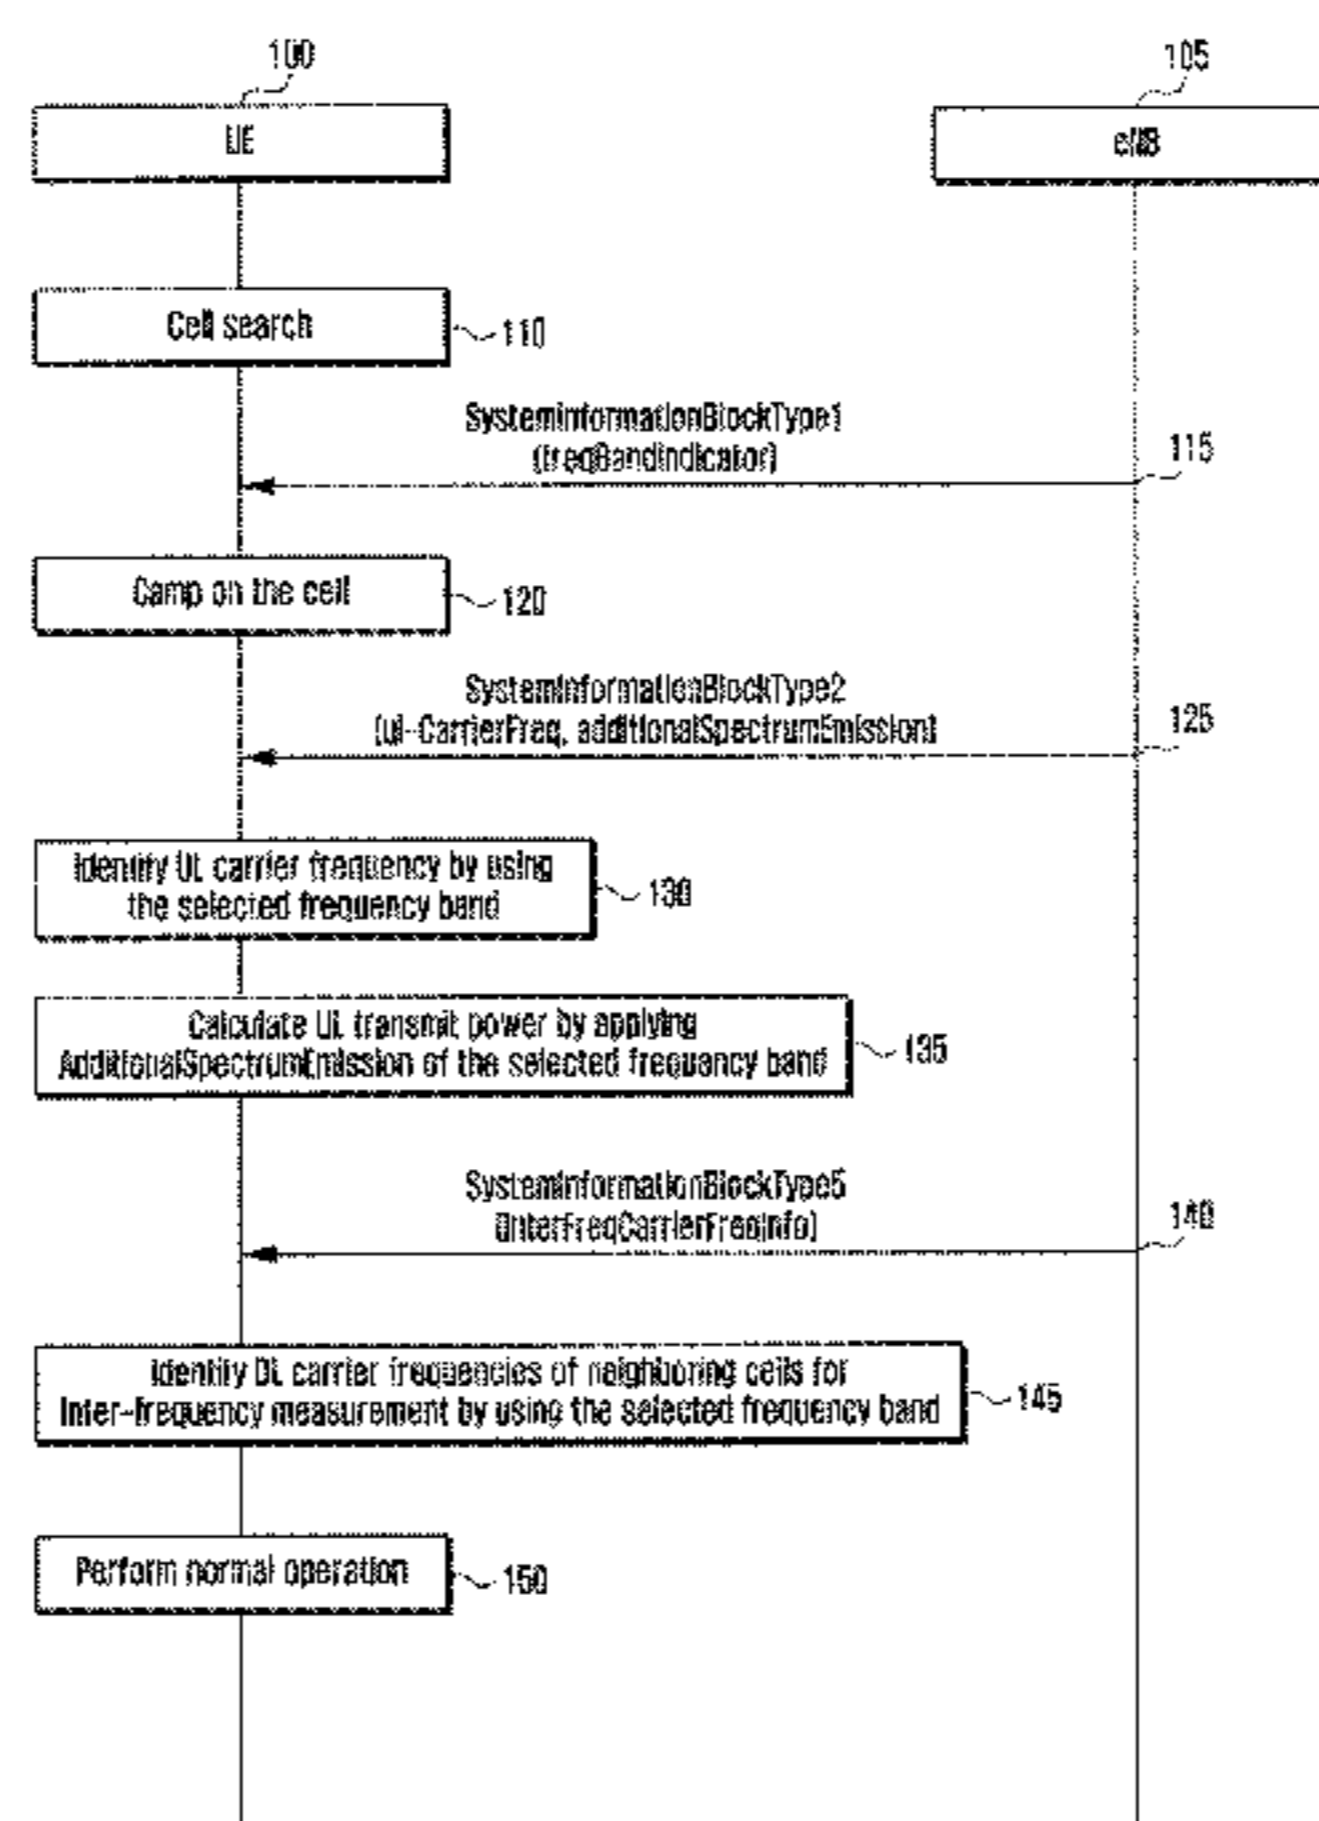 100
105
UE
eNB
Cell search
110
SystemInformationBlockType1
(freqBandIndicator)
115
Camp on the cell
120
SystemInformationBlockType2
(ul-CarrierFreq, additionalSpectrumEmission)
125
Identify UL carrier frequency by using
the selected frequency band
130
Calculate UL transmit power by applying
AdditionalSpectrumEmission of the selected frequency band
135
SystemInformationBlockType5
(InterFreqCarrierFreqInfo)
140
Identify DL carrier frequencies of neighboring cells for
Inter-frequency measurement by using the selected frequency band
145
Perform normal operation
150